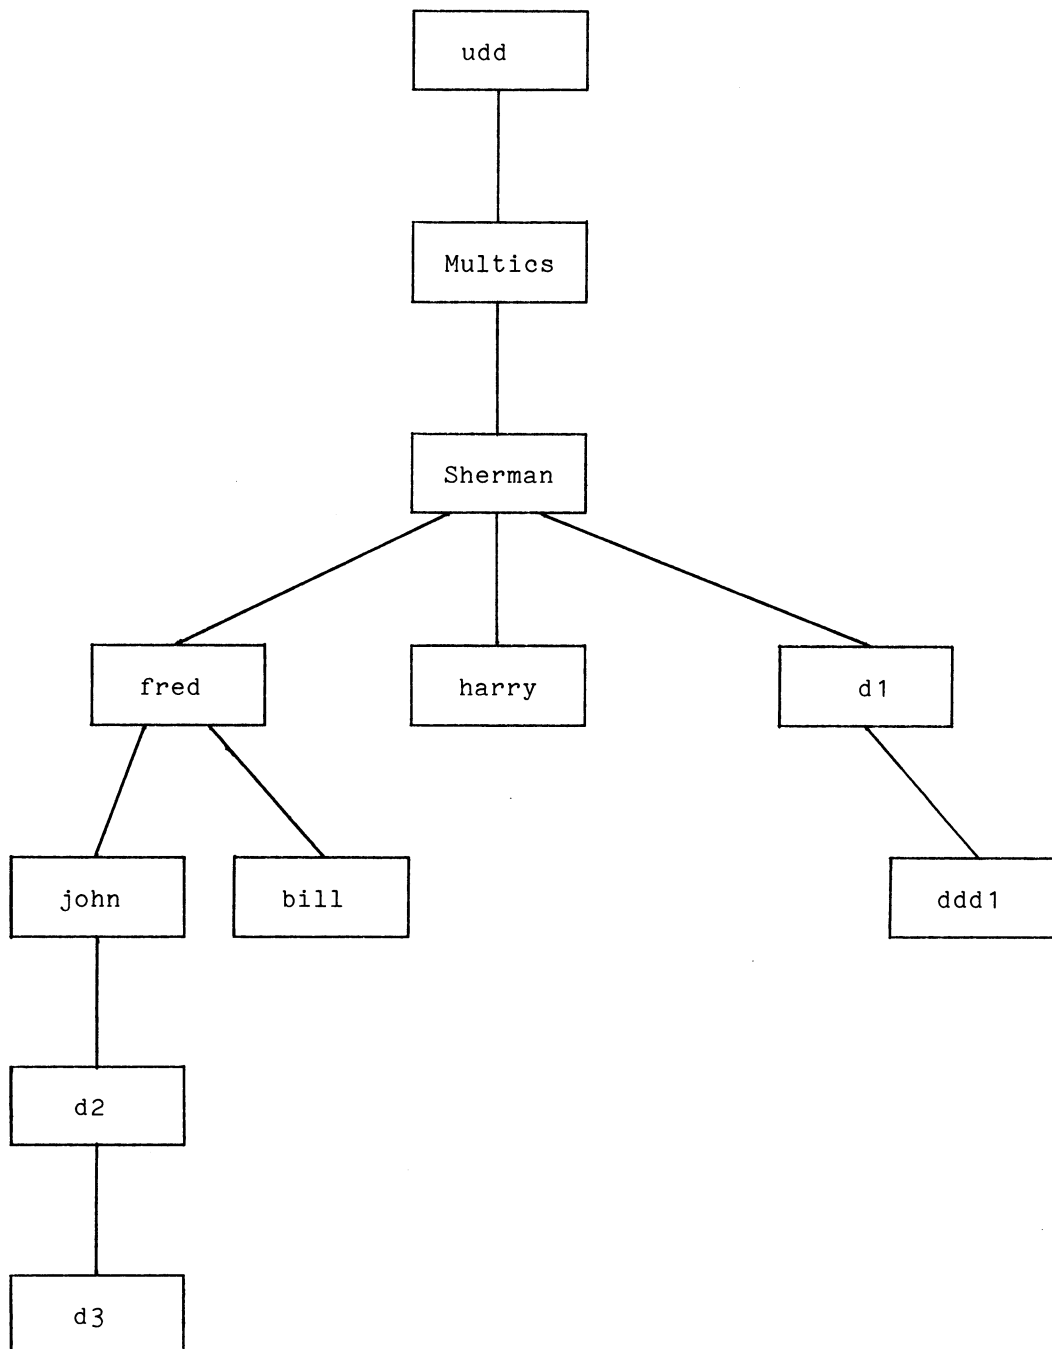 udd
Multics
Sherman
fred
harry
d1
john
bill
ddd1
d2
d3